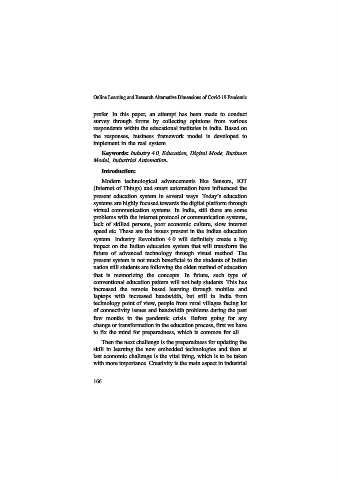 Online Learning and Research Alternative Dimensions of Covid-19 Pandemic
prefer. In this paper, an attempt has been made to conduct
survey through forms by collecting opinions from various
respondents within the educational institutes in India. Based on
the responses, business framework model is developed to
implement in the real system.
Keywords: Industry 4.0, Education, Digital Mode, Business
Model, Industrial Automation.
Introduction:
Modern technological advancements like Sensors, IOT
(Internet of Things) and smart automation have influenced the
present education system in several ways. Today's education
systems are highly focused towards the digital platform through
virtual communication systems. In India, still there are some
problems with the internet protocol or communication systems,
lack of skilled persons, poor economic culture, slow internet
speed etc. These are the issues present in the Indian education
system. Industry Revolution 4.0 will definitely create a big
impact on the Indian education system that will transform the
future of advanced technology through virtual method. The
present system is not much beneficial to the students of Indian
nation still students are following the olden method of education
that is memorizing the concepts. In future, such type of
conventional education pattern will not help students. This has
increased the remote based learning through mobiles and
laptops with increased bandwidth, but still in India from
technology point of view, people from rural villages facing lot
of connectivity issues and bandwidth problems during the past
few months in the pandemic crisis. Before going for any
change or transformation in the education process, first we have
to fix the mind for preparedness, which is common for all.
Then the next challenge is the preparedness for updating the
skill in learning the new embedded technologies and then at
last economic challenge is the vital thing, which is to be taken
with more importance. Creativity is the main aspect in industrial
166